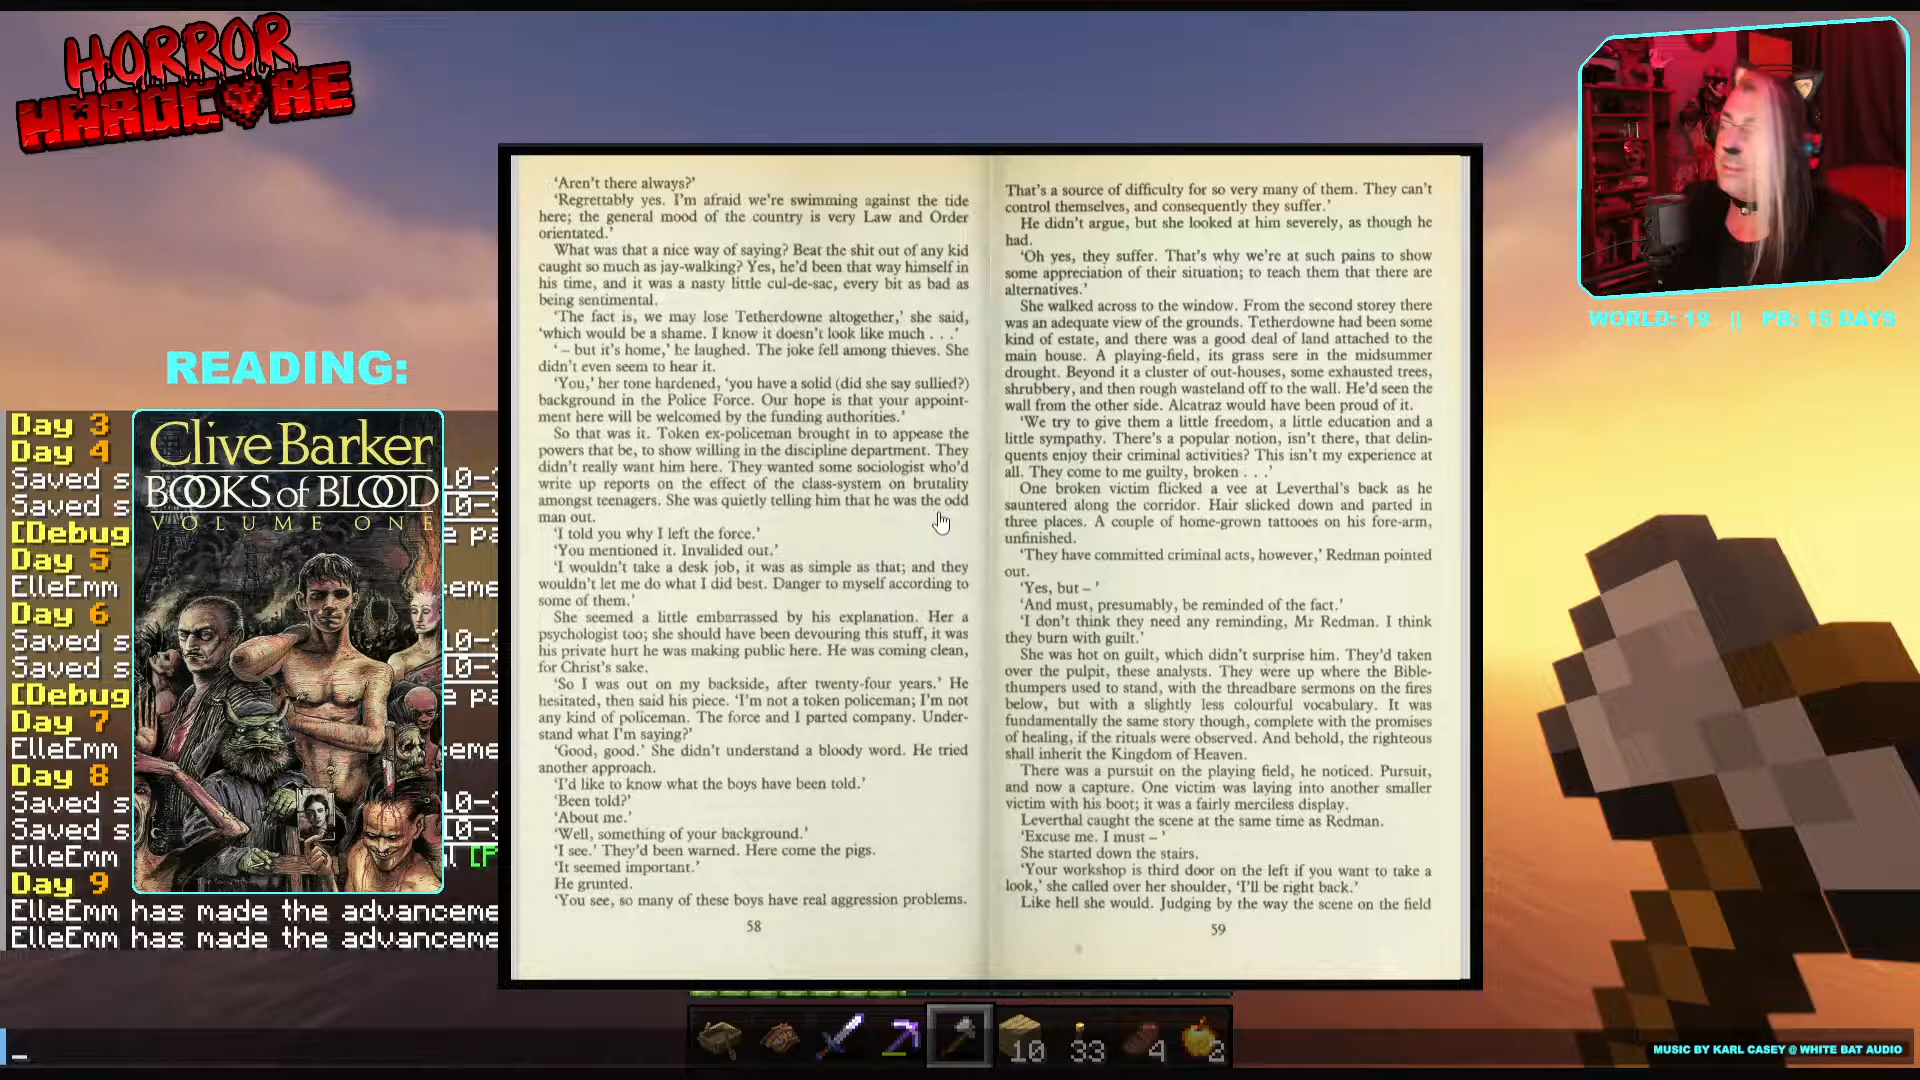 HORROR
HARDCORE
WORLD: 19 || PB: 15 DAYS
READING:
Day 3
Day 4
Saved s
Saved s
[Debug
Day 5
ElleEmm
Day 6
Saved s
Saved s
[Debug
Day 7
ElleEmm
Day 8
Saved s
Saved s
ElleEmm
Day 9
ElleEmm has made the advanceme
ElleEmm has made the advanceme
Clive Barker
BOOKS of BLOOD
VOLUME ONE
‘Aren't there always?’
‘Regrettably yes. I'm afraid we're swimming against the tide
here; the general mood of the country is very Law and Order
orientated.’
What was that a nice way of saying? Beat the shit out of any kid
caught so much as jay-walking? Yes, he'd been that way himself in
his time, and it was a nasty little cul-de-sac, every bit as bad as
being sentimental.
‘The fact is, we may lose Tetherdowne altogether,’ she said,
‘which would be a shame. I know it doesn't look like much . . .’
‘ – but it's home,’ he laughed. The joke fell among thieves. She
didn't even seem to hear it.
‘You,’ her tone hardened, ‘you have a solid (did she say sullied?)
background in the Police Force. Our hope is that your appoint-
ment here will be welcomed by the funding authorities.’
So that was it. Token ex-policeman brought in to appease the
powers that be, to show willing in the discipline department. They
didn't really want him here. They wanted some sociologist who'd
write up reports on the effect of the class-system on brutality
amongst teenagers. She was quietly telling him that he was the odd
man out.
‘I told you why I left the force.’
‘You mentioned it. Invalided out.’
‘I wouldn't take a desk job, it was as simple as that; and they
wouldn't let me do what I did best. Danger to myself according to
some of them.’
She seemed a little embarrassed by his explanation. Her a
psychologist too; she should have been devouring this stuff, it was
his private hurt he was making public here. He was coming clean,
for Christ's sake.
‘So I was out on my backside, after twenty-four years.’ He
hesitated, then said his piece. ‘I'm not a token policeman; I'm not
any kind of policeman. The force and I parted company. Under-
stand what I'm saying?’
‘Good, good.’ She didn't understand a bloody word. He tried
another approach.
‘I'd like to know what the boys have been told.’
‘Been told?’
‘About me.’
‘Well, something of your background.’
‘I see.’ They'd been warned. Here come the pigs.
‘It seemed important.’
He grunted.
‘You see, so many of these boys have real aggression problems.
58
That's a source of difficulty for so very many of them. They can't
control themselves, and consequently they suffer.’
He didn't argue, but she looked at him severely, as though he
had.
‘Oh yes, they suffer. That's why we're at such pains to show
some appreciation of their situation; to teach them that there are
alternatives.’
She walked across to the window. From the second storey there
was an adequate view of the grounds. Tetherdowne had been some
kind of estate, and there was a good deal of land attached to the
main house. A playing-field, its grass sere in the midsummer
drought. Beyond it a cluster of out-houses, some exhausted trees,
shrubbery, and then rough wasteland off to the wall. He'd seen the
wall from the other side. Alcatraz would have been proud of it.
‘We try to give them a little freedom, a little education and a
little sympathy. There's a popular notion, isn't there, that delin-
quents enjoy their criminal activities? This isn't my experience at
all. They come to me guilty, broken . . .’
One broken victim flicked a vee at Leverthal's back as he
sauntered along the corridor. Hair slicked down and parted in
three places. A couple of home-grown tattoos on his fore-arm,
unfinished.
‘They have committed criminal acts, however,’ Redman pointed
out.
‘Yes, but – ’
‘And must, presumably, be reminded of the fact.’
‘I don't think they need any reminding, Mr Redman. I think
they burn with guilt.’
She was hot on guilt, which didn't surprise him. They'd taken
over the pulpit, these analysts. They were up where the Bible-
thumpers used to stand, with the threadbare sermons on the fires
below, but with a slightly less colourful vocabulary. It was
fundamentally the same story though, complete with the promises
of healing, if the rituals were observed. And behold, the righteous
shall inherit the Kingdom of Heaven.
There was a pursuit on the playing field, he noticed. Pursuit,
and now a capture. One victim was laying into another smaller
victim with his boot; it was a fairly merciless display.
Leverthal caught the scene at the same time as Redman.
‘Excuse me. I must – ’
She started down the stairs.
‘Your workshop is third door on the left if you want to take a
look,’ she called over her shoulder, ‘I'll be right back.’
Like hell she would. Judging by the way the scene on the field
59
10
33
4
2
MUSIC BY KARL CASEY @ WHITE BAT AUDIO